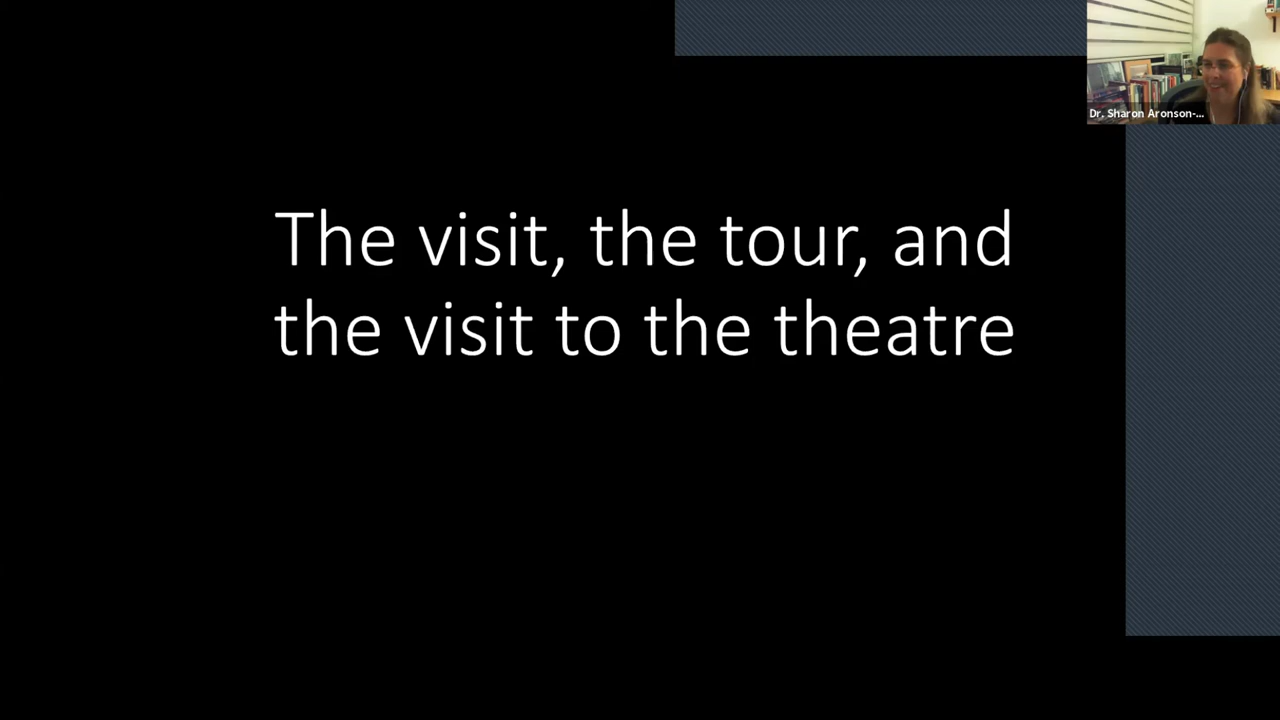 Dr. Sharon Aronson-...
The visit, the tour, and
the visit to the theatre